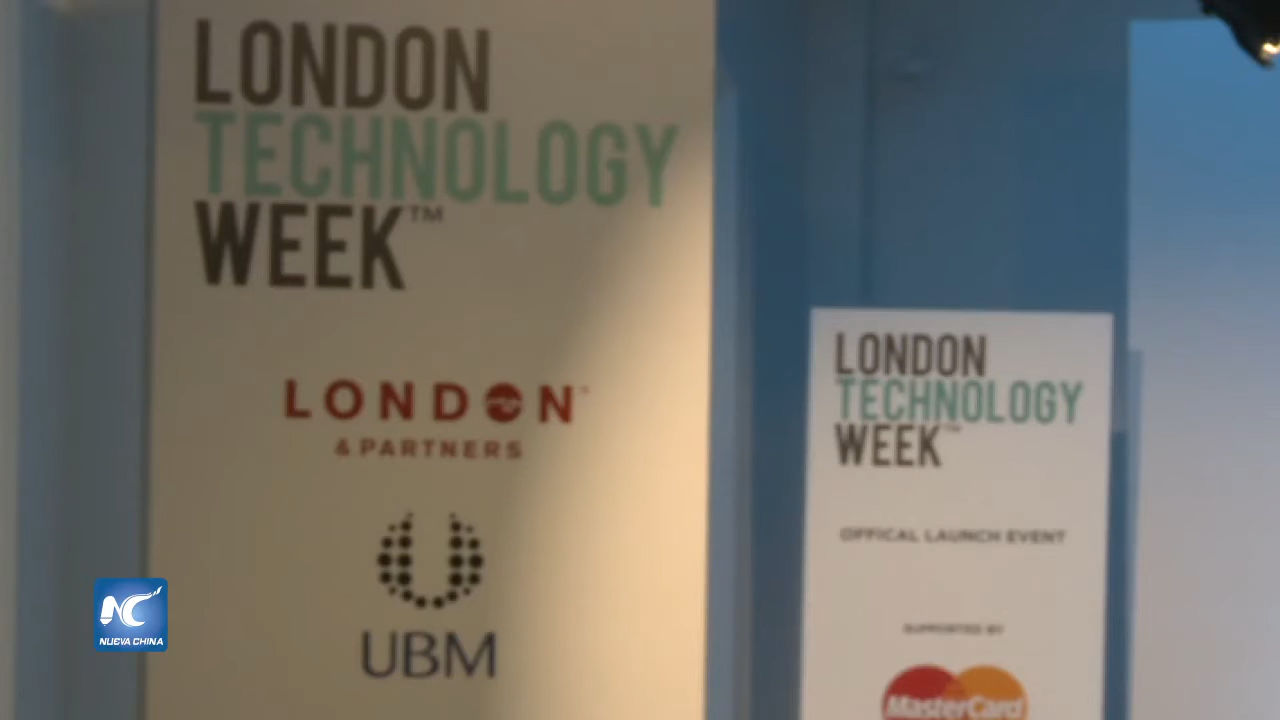 LONDON
TECHNOLOGY
WEEK™
LONDON
& PARTNERS
UBM
LONDON
TECHNOLOGY
WEEK™
OFFICAL LAUNCH EVENT
SUPPORTED BY
MasterCard
NUEVA CHINA